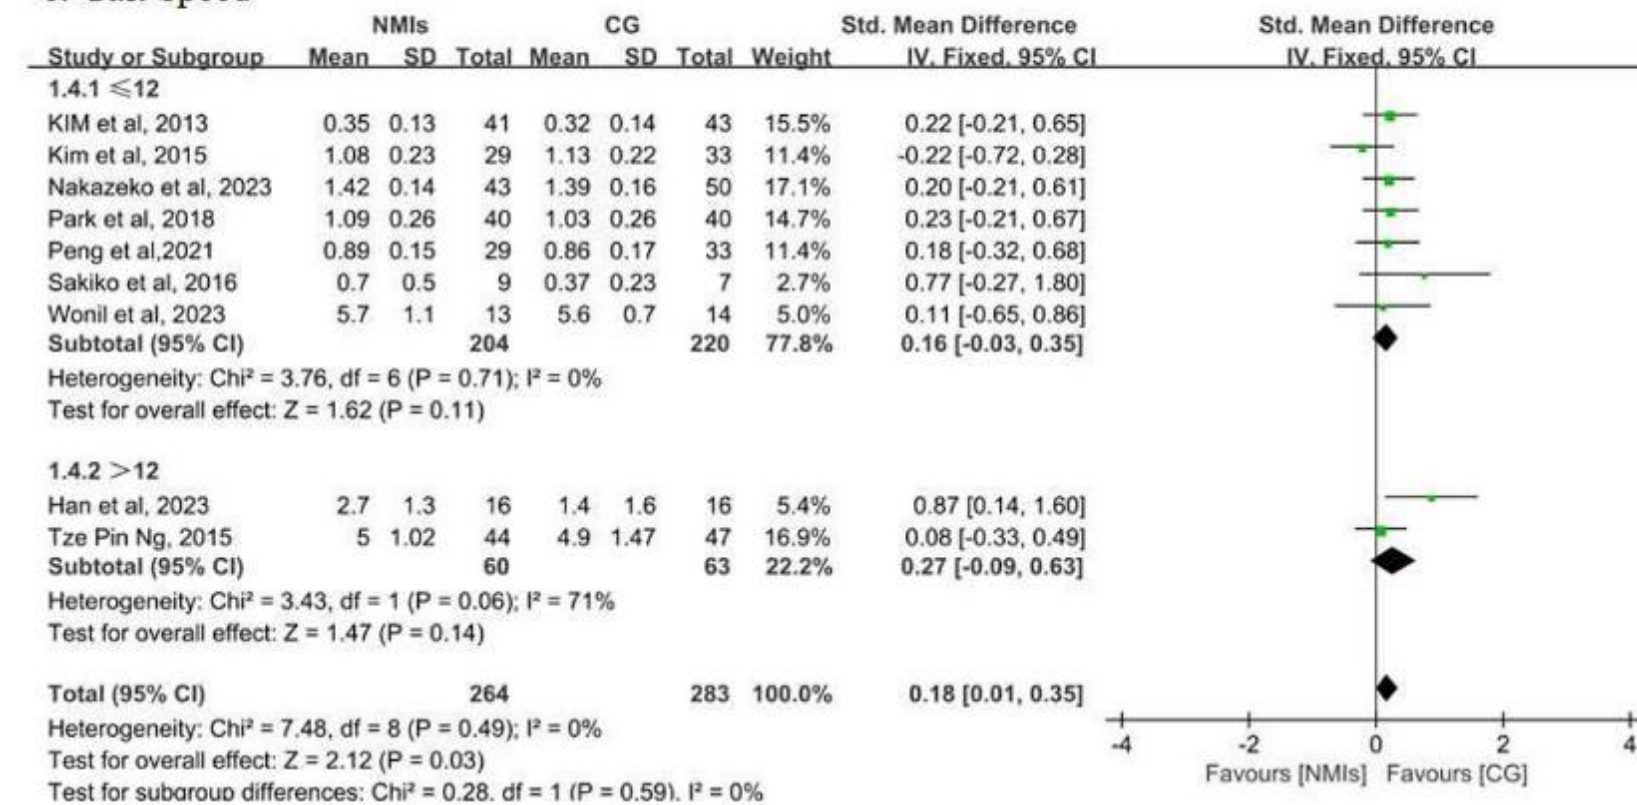 NMIs CG Std. Mean Difference Std. Mean Difference
Study or Subgroup Mean SD Total Mean SD Total Weight IV, Fixed, 95% CI IV, Fixed, 95% CI
1.4.1 ≤12
KIM et al, 2013 0.35 0.13 41 0.32 0.14 43 15.5% 0.22 [-0.21, 0.65]
Kim et al, 2015 1.08 0.23 29 1.13 0.22 33 11.4% -0.22 [-0.72, 0.28]
Nakazeko et al, 2023 1.42 0.14 43 1.39 0.16 50 17.1% 0.20 [-0.21, 0.61]
Park et al, 2018 1.09 0.26 40 1.03 0.26 40 14.7% 0.23 [-0.21, 0.67]
Peng et al,2021 0.89 0.15 29 0.86 0.17 33 11.4% 0.18 [-0.32, 0.68]
Sakiko et al, 2016 0.7 0.5 9 0.37 0.23 7 2.7% 0.77 [-0.27, 1.80]
Wonil et al, 2023 5.7 1.1 13 5.6 0.7 14 5.0% 0.11 [-0.65, 0.86]
Subtotal (95% CI) 204 220 77.8% 0.16 [-0.03, 0.35]
Heterogeneity: Chi² = 3.76, df = 6 (P = 0.71); I² = 0%
Test for overall effect: Z = 1.62 (P = 0.11)
1.4.2 >12
Han et al, 2023 2.7 1.3 16 1.4 1.6 16 5.4% 0.87 [0.14, 1.60]
Tze Pin Ng, 2015 5 1.02 44 4.9 1.47 47 16.9% 0.08 [-0.33, 0.49]
Subtotal (95% CI) 60 63 22.2% 0.27 [-0.09, 0.63]
Heterogeneity: Chi² = 3.43, df = 1 (P = 0.06); I² = 71%
Test for overall effect: Z = 1.47 (P = 0.14)
Total (95% CI) 264 283 100.0% 0.18 [0.01, 0.35]
Heterogeneity: Chi² = 7.48, df = 8 (P = 0.49); I² = 0%
Test for overall effect: Z = 2.12 (P = 0.03)
Test for subgroup differences: Chi² = 0.28, df = 1 (P = 0.59), I² = 0%
-4 -2 0 2 4
Favours [NMIs] Favours [CG]